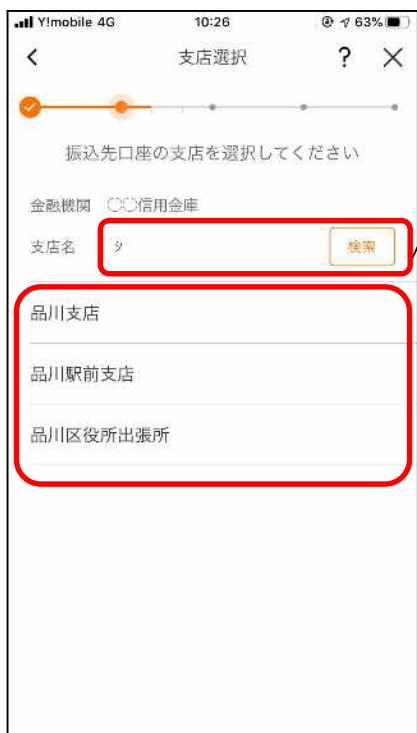 Y!mobile 4G 10:26 63%
支店選択 ?
振込先口座の支店を選択してください
金融機関 〇〇信用金庫
支店名 ｼ 検索
品川支店
品川駅前支店
品川区役所出張所